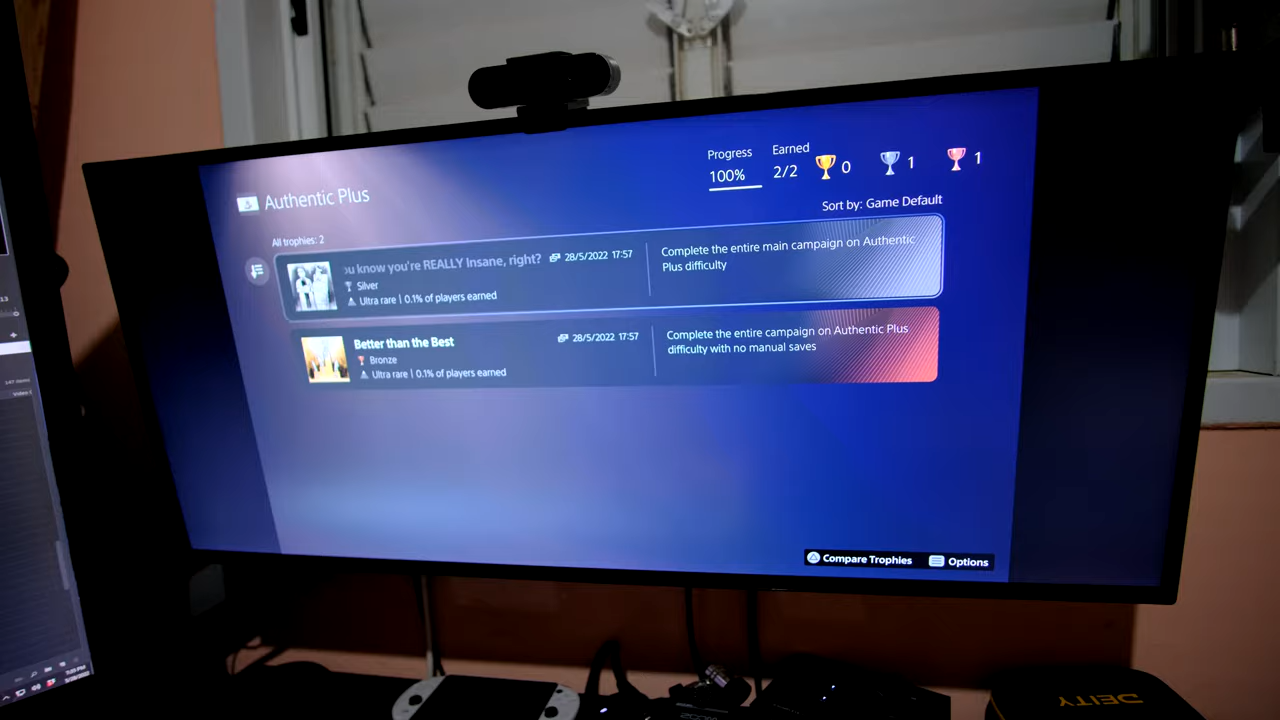 Progress
100%
Earned
2/2
0
1
1
Authentic Plus
Sort by: Game Default
All trophies: 2
ou know you're REALLY Insane, right?
28/5/2022 17:57
Silver
Ultra rare | 0.1% of players earned
Complete the entire main campaign on Authentic
Plus difficulty
Better than the Best
28/5/2022 17:57
Bronze
Ultra rare | 0.1% of players earned
Complete the entire campaign on Authentic Plus
difficulty with no manual saves
Compare Trophies
Options
DEITY